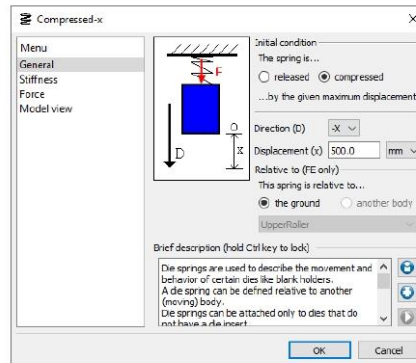 Compressed-x
Menu
General
Stiffness
Force
Model view
F
D
O
X
Initial condition
The spring is...
released compressed
...by the given maximum displacement
Direction (D) -X
Displacement (x) 500.0 mm
Relative to (FE only)
This spring is relative to...
the ground another body
UpperRoller
Brief description (hold Ctrl key to lock)
Die springs are used to describe the movement and
behavior of certain dies like blank holders.
A die spring can be defined relative to another
(moving) body.
Die springs can be attached only to dies that do
not have a die insert.
OK Cancel